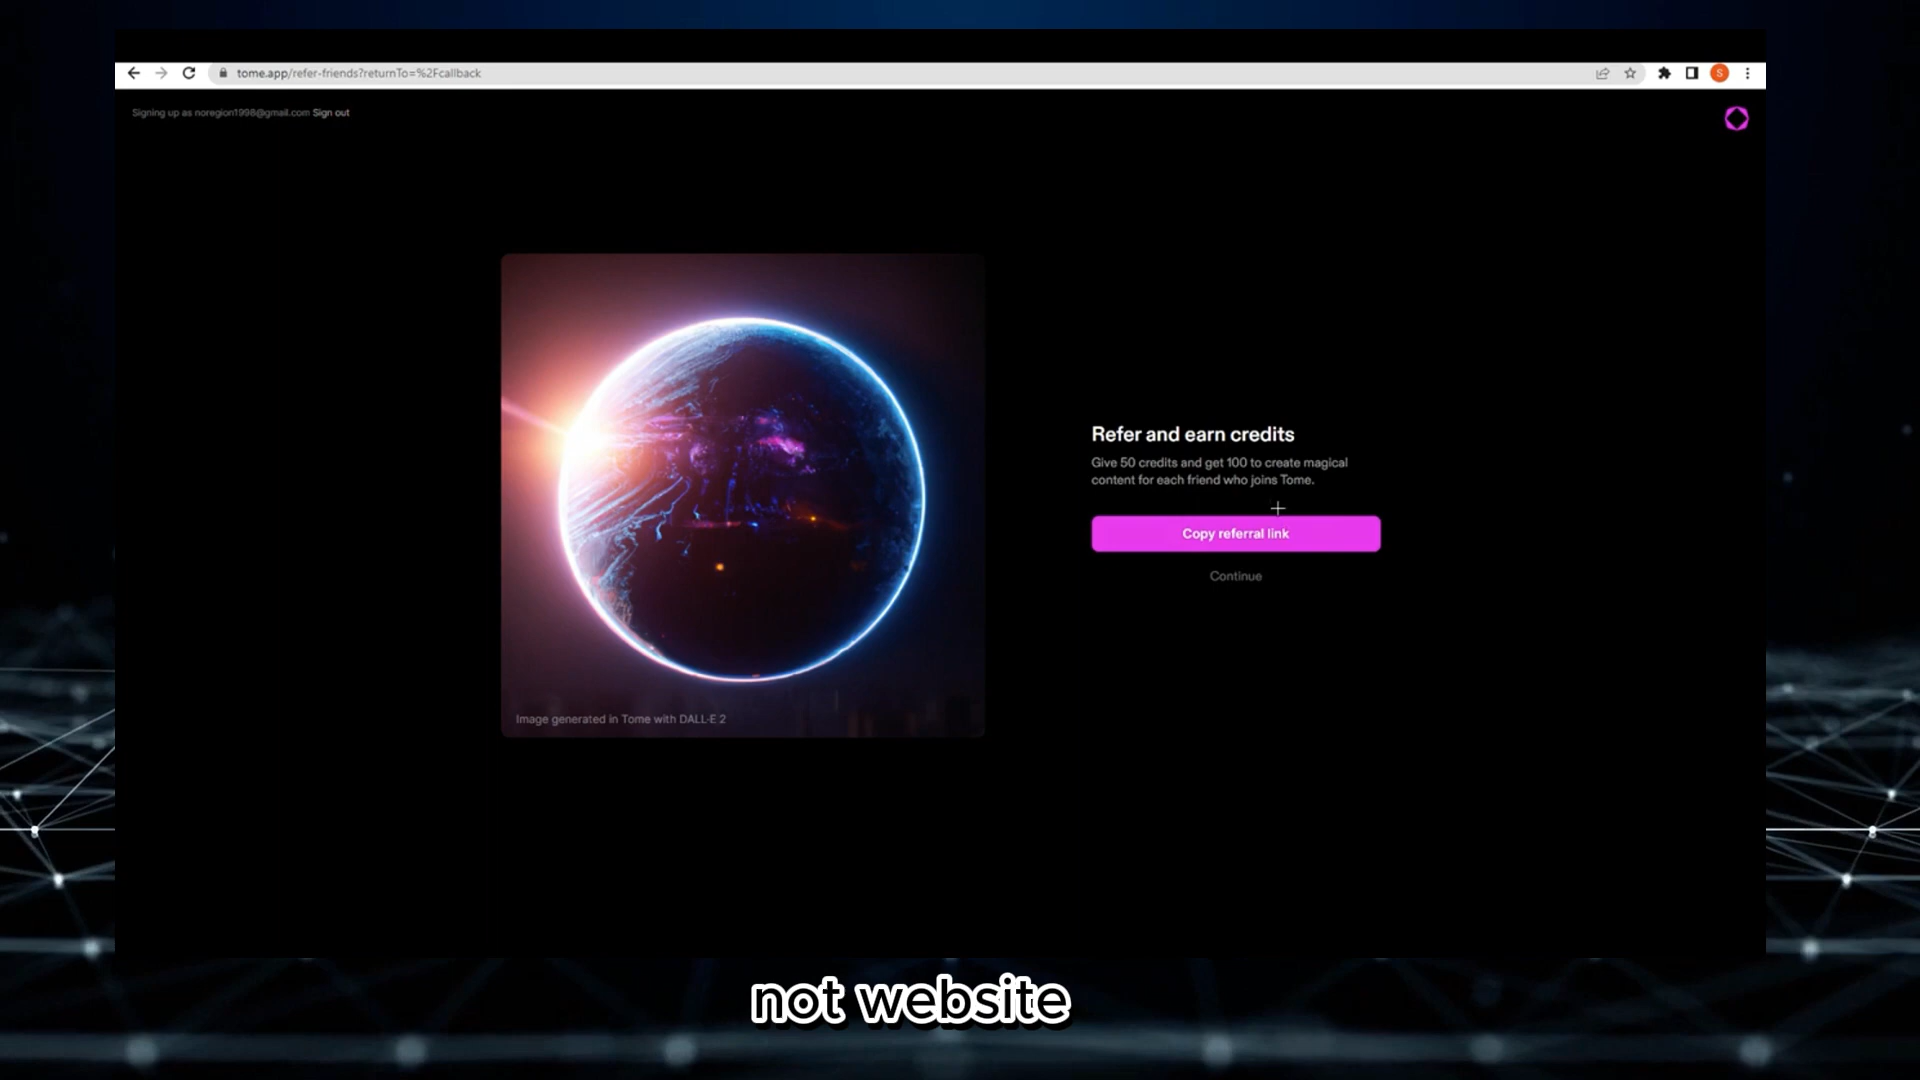 tome.app/refer-friends?returnTo=%2Fcallback
S
Signing up as noregion1998@gmail.com Sign out
Refer and earn credits
Give 50 credits and get 100 to create magical
content for each friend who joins Tome.
Copy referral link
Continue
Image generated in Tome with DALL·E 2
not website